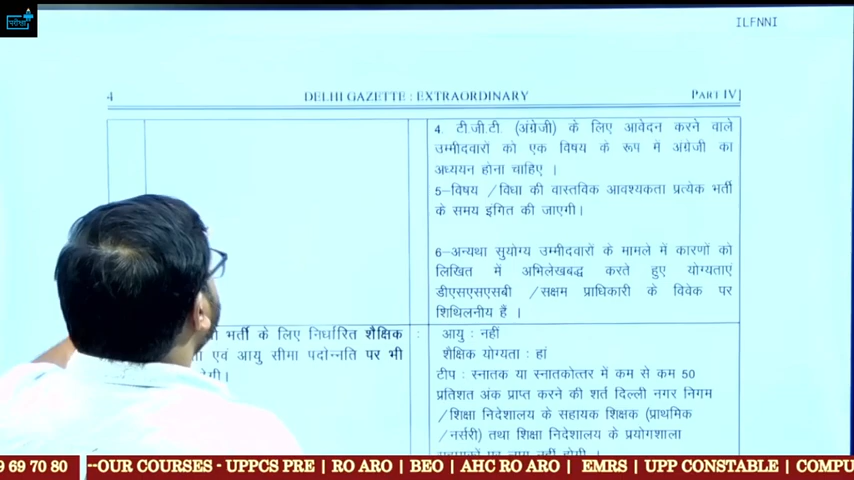 परीक्षा
ILFNNI
4 DELHI GAZETTE : EXTRAORDINARY PART IV]
4. टी.जी.टी. (अंग्रेजी) के लिए आवेदन करने वाले
उम्मीदवारों को एक विषय के रूप में अंग्रेजी का
अध्ययन होना चाहिए ।
5–विषय /विधा की वास्तविक आवश्यकता प्रत्येक भर्ती
के समय इंगित की जाएगी।
6–अन्यथा सुयोग्य उम्मीदवारों के मामले में कारणों को
लिखित में अभिलेखबद्ध करते हुए योग्यताएं
डीएसएसएसबी /सक्षम प्राधिकारी के विवेक पर
शिथिलनीय हैं ।
भर्ती के लिए निर्धारित शैक्षिक
एवं आयु सीमा पदोन्नति पर भी
:
आयु : नहीं
शैक्षिक योग्यता : हां
टीप : स्नातक या स्नातकोत्तर में कम से कम 50
प्रतिशत अंक प्राप्त करने की शर्त दिल्ली नगर निगम
/शिक्षा निदेशालय के सहायक शिक्षक (प्राथमिक
/नर्सरी) तथा शिक्षा निदेशालय के प्रयोगशाला
9 69 70 80 --OUR COURSES - UPPCS PRE | RO ARO | BEO | AHC RO ARO | EMRS | UPP CONSTABLE | COMPU